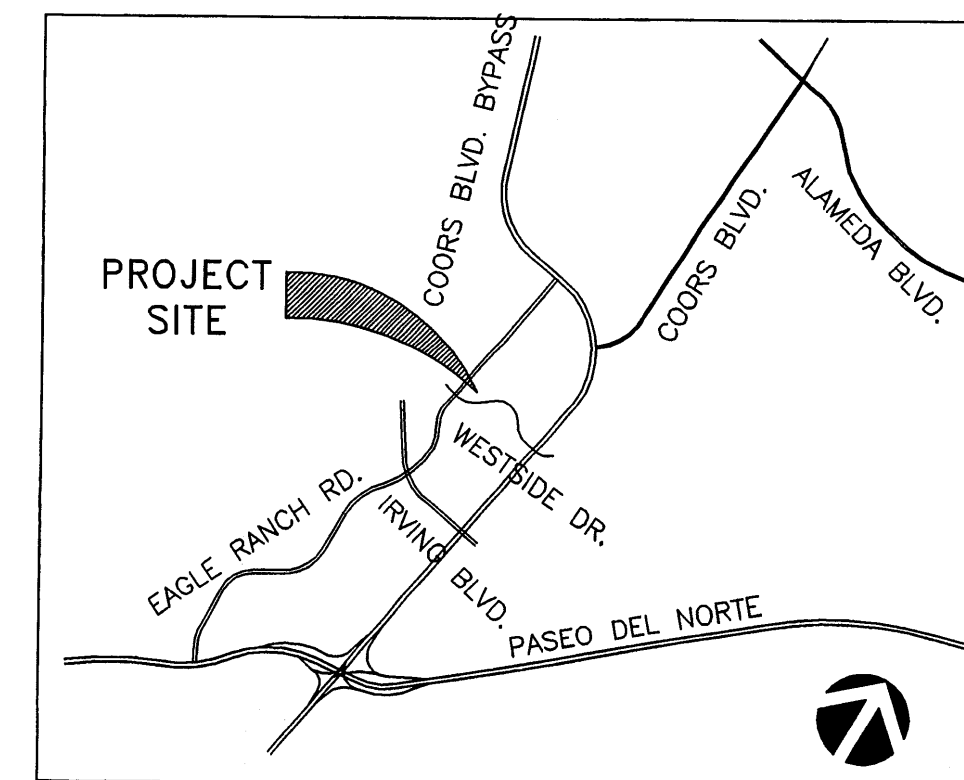 COORS BLVD. BYPASS
COORS BLVD.
ALAMEDA BLVD.
PROJECT
SITE
WESTSIDE DR.
EAGLE RANCH RD.
IRVING BLVD.
PASEO DEL NORTE